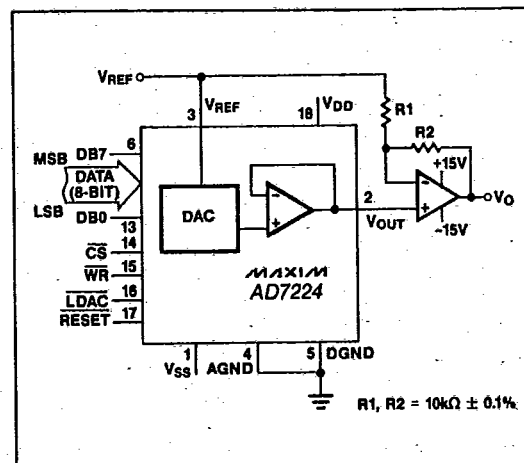 VREF
VREF
3
18
VDD
R1
R2
+15V
MSB DB7 6
DATA
(8-BIT)
LSB DB0
13
DAC
-
+
-
+
2
VOUT
VO
-15V
CS 14
WR 15
LDAC 16
RESET 17
MAXIM
AD7224
1
VSS
4
AGND
5
DGND
R1, R2 = 10kΩ ± 0.1%